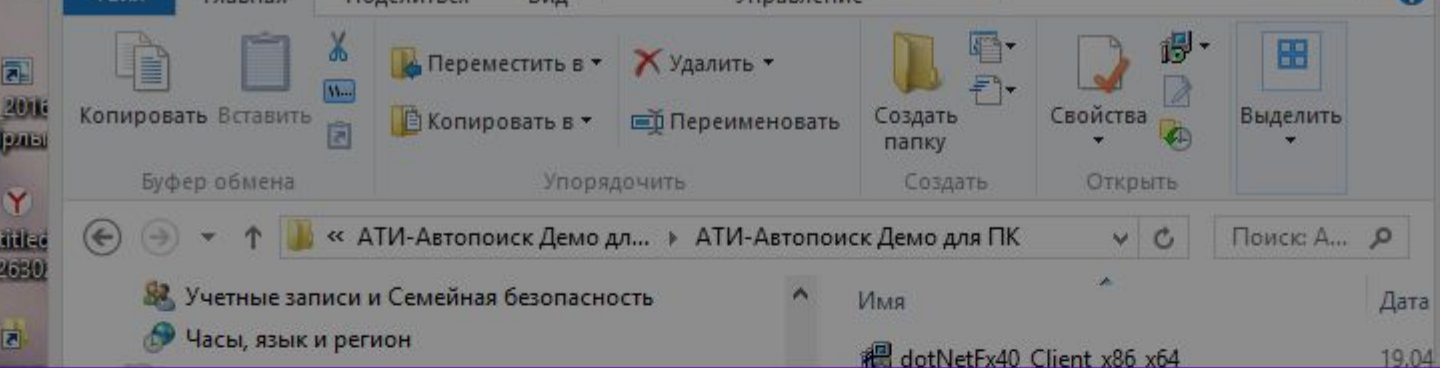 Главная Поделиться Вид Управление
Переместить в Удалить
_2016
Копировать Вставить Копировать в Переименовать Создать папку Свойства Выделить
Буфер обмена Упорядочить Создать Открыть
« АТИ-Автопоиск Демо дл... АТИ-Автопоиск Демо для ПК Поиск: А...
Учетные записи и Семейная безопасность Имя Дата
Часы, язык и регион
dotNetFx40_Client_x86_x64 19.04